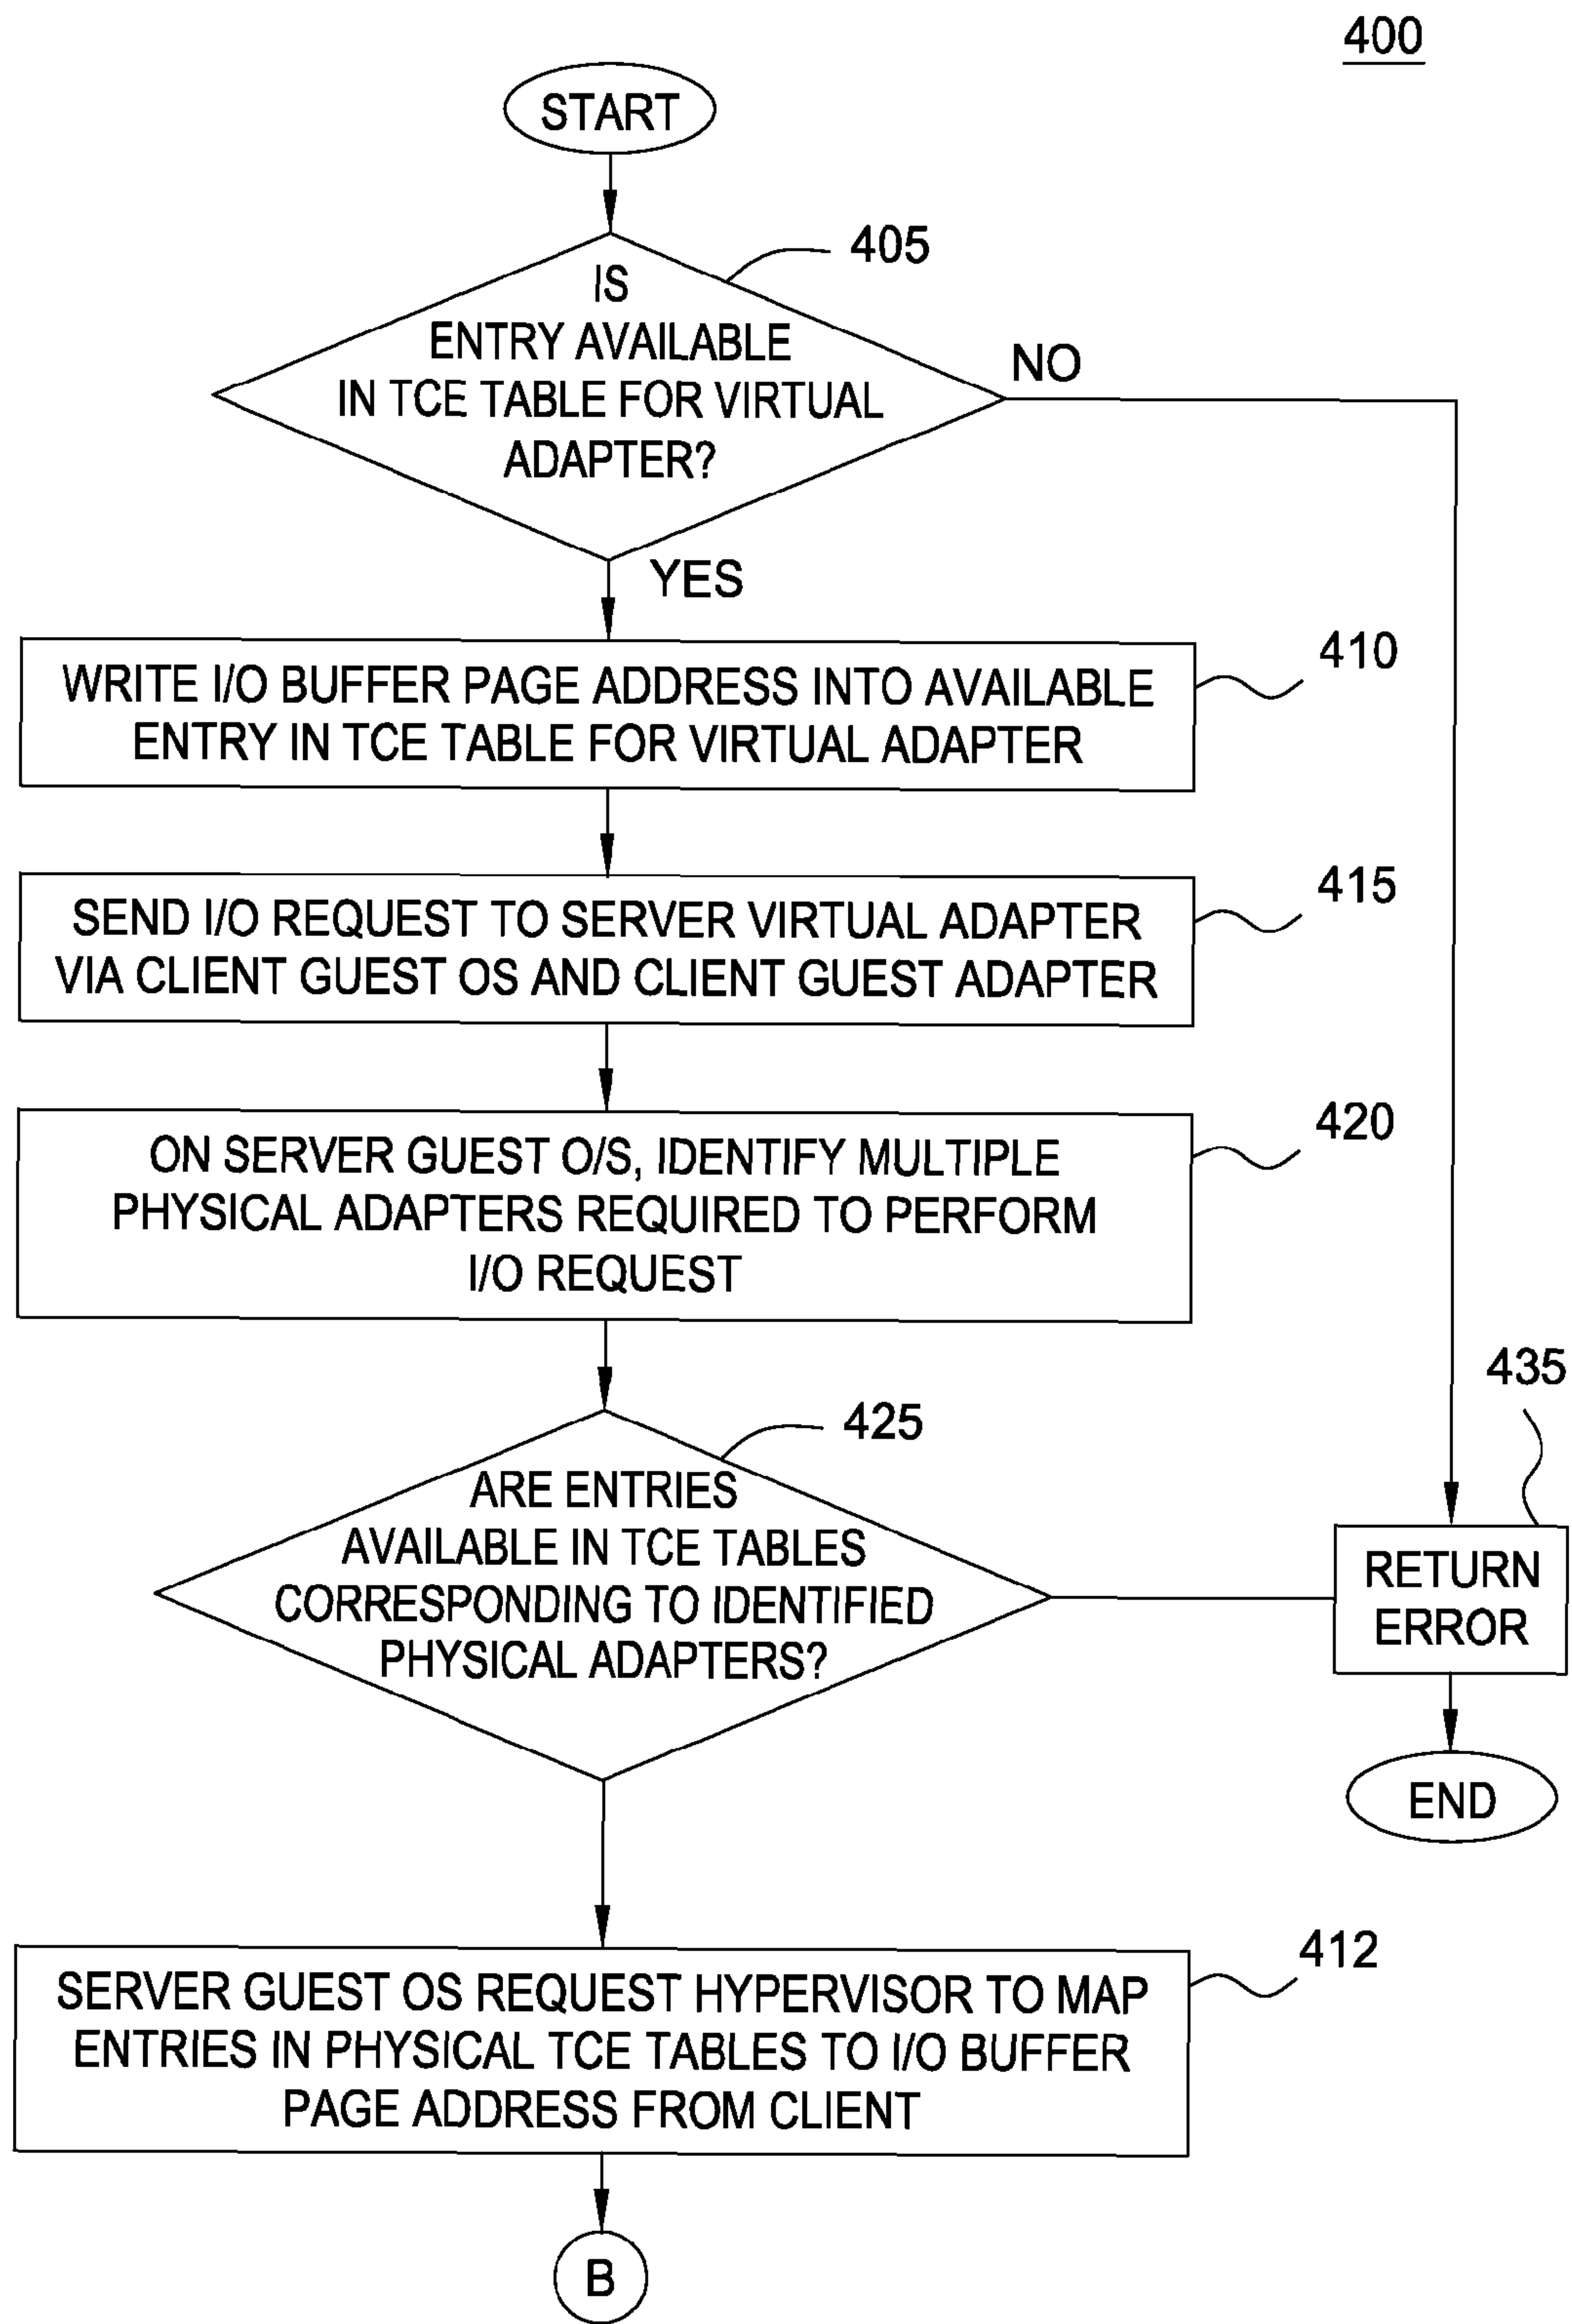 400
START
405
IS
ENTRY AVAILABLE
IN TCE TABLE FOR VIRTUAL
ADAPTER?
NO
YES
410
WRITE I/O BUFFER PAGE ADDRESS INTO AVAILABLE
ENTRY IN TCE TABLE FOR VIRTUAL ADAPTER
415
SEND I/O REQUEST TO SERVER VIRTUAL ADAPTER
VIA CLIENT GUEST OS AND CLIENT GUEST ADAPTER
420
ON SERVER GUEST O/S, IDENTIFY MULTIPLE
PHYSICAL ADAPTERS REQUIRED TO PERFORM
I/O REQUEST
425
ARE ENTRIES
AVAILABLE IN TCE TABLES
CORRESPONDING TO IDENTIFIED
PHYSICAL ADAPTERS?
435
RETURN
ERROR
END
412
SERVER GUEST OS REQUEST HYPERVISOR TO MAP
ENTRIES IN PHYSICAL TCE TABLES TO I/O BUFFER
PAGE ADDRESS FROM CLIENT
B